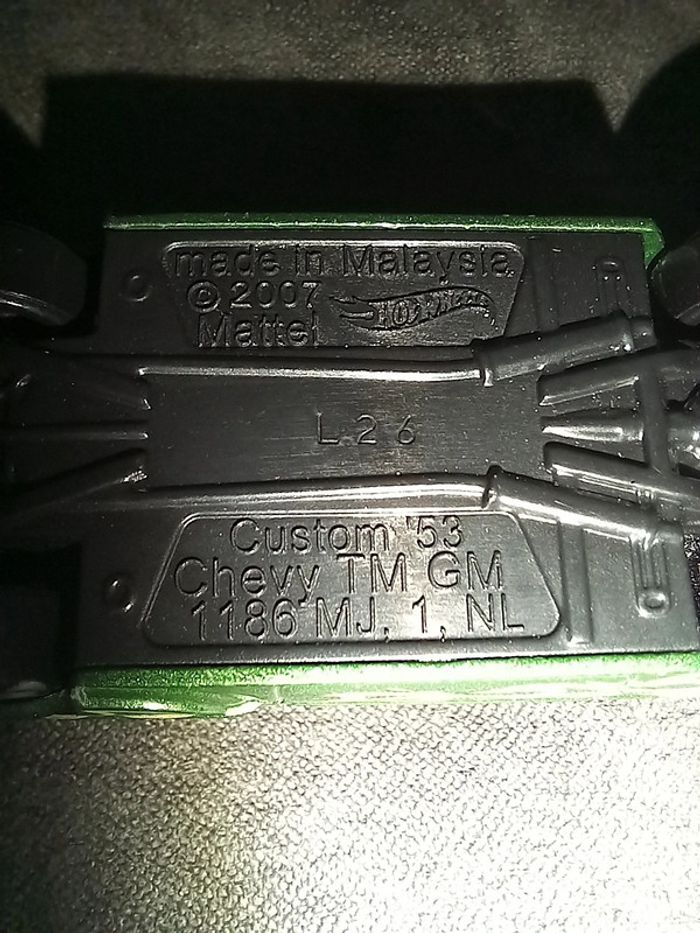 made in Malaysia
© 2007 HOT WHEELS
Mattel
L 2 6
Custom '53
Chevy TM GM
1186 MJ, 1, NL